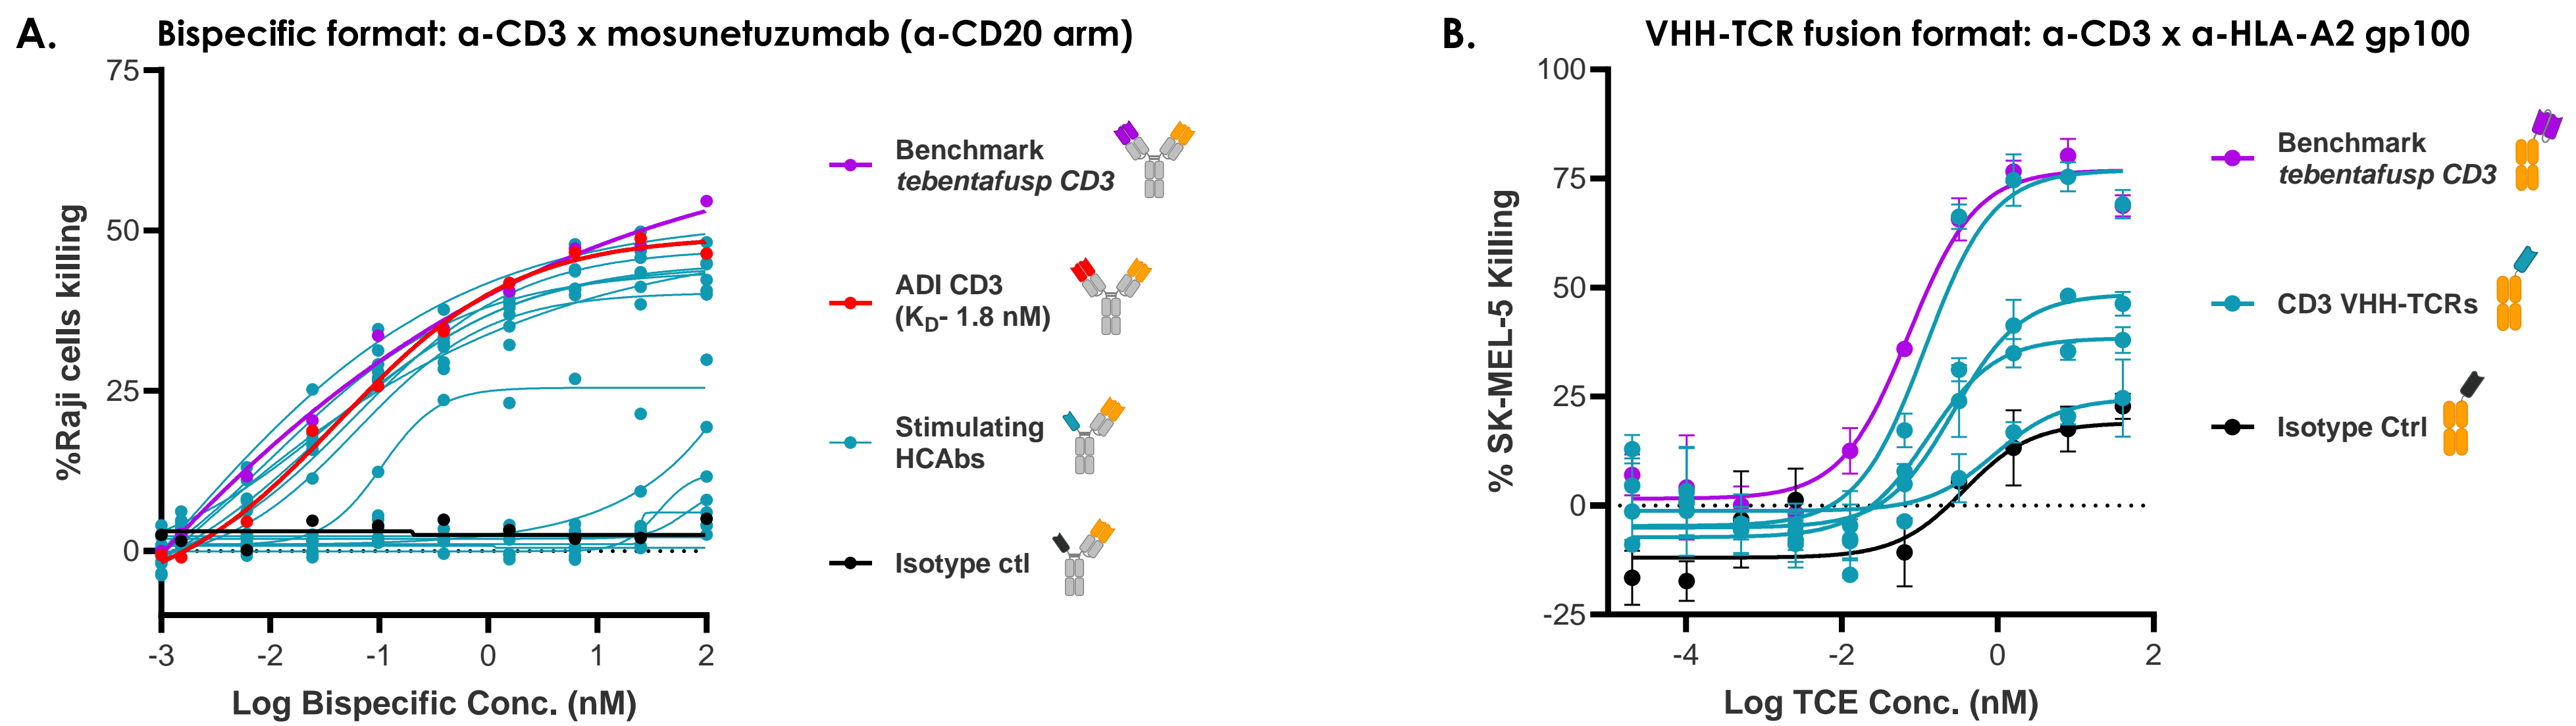 A.
Bispecific format: a-CD3 x mosunetuzumab (a-CD20 arm)
75
50
25
0
%Raji cells killing
-3
-2
-1
0
1
2
Log Bispecific Conc. (nM)
Benchmark
tebentafusp CD3
ADI CD3
(KD- 1.8 nM)
Stimulating
HCAbs
Isotype ctl
B.
VHH-TCR fusion format: a-CD3 x a-HLA-A2 gp100
100
75
50
25
0
-25
% SK-MEL-5 Killing
-4
-2
0
2
Log TCE Conc. (nM)
Benchmark
tebentafusp CD3
CD3 VHH-TCRs
Isotype Ctrl